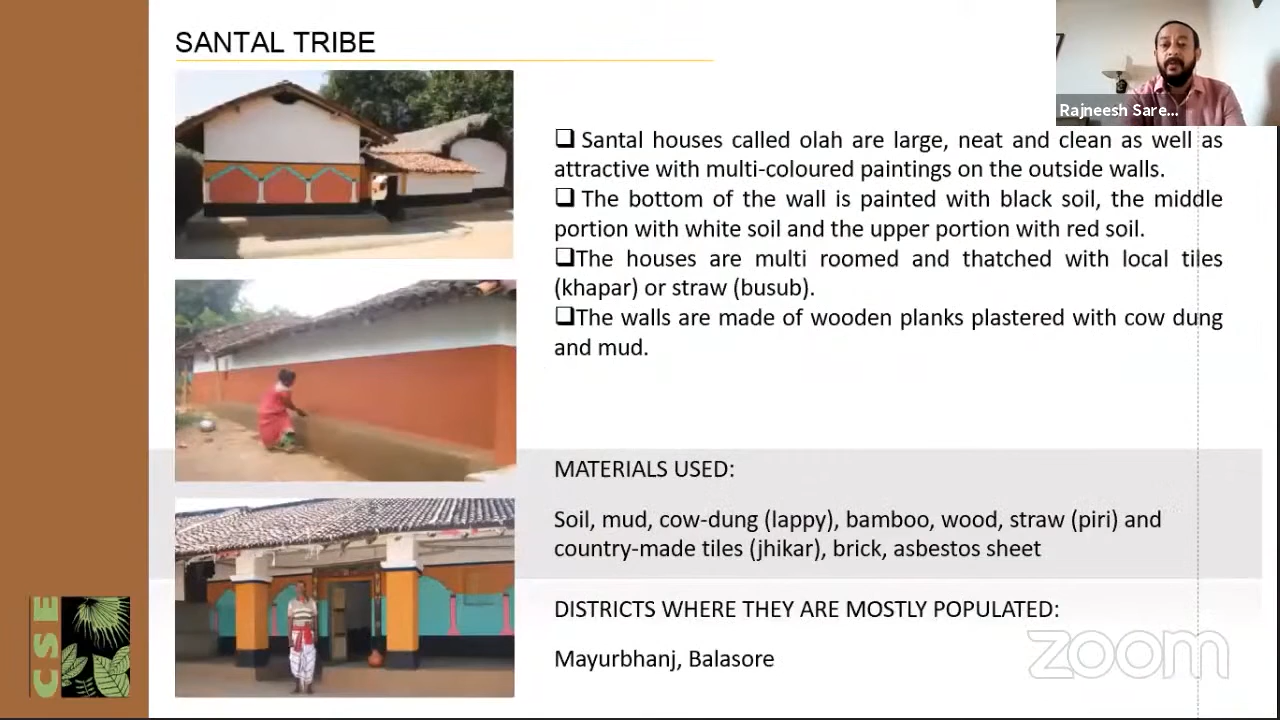 SANTAL TRIBE
Rajneesh Sare...
❑ Santal houses called olah are large, neat and clean as well as
attractive with multi-coloured paintings on the outside walls.
❑ The bottom of the wall is painted with black soil, the middle
portion with white soil and the upper portion with red soil.
❑The houses are multi roomed and thatched with local tiles
(khapar) or straw (busub).
❑The walls are made of wooden planks plastered with cow dung
and mud.
MATERIALS USED:
Soil, mud, cow-dung (lappy), bamboo, wood, straw (piri) and
country-made tiles (jhikar), brick, asbestos sheet
DISTRICTS WHERE THEY ARE MOSTLY POPULATED:
Mayurbhanj, Balasore
CSE
zoom